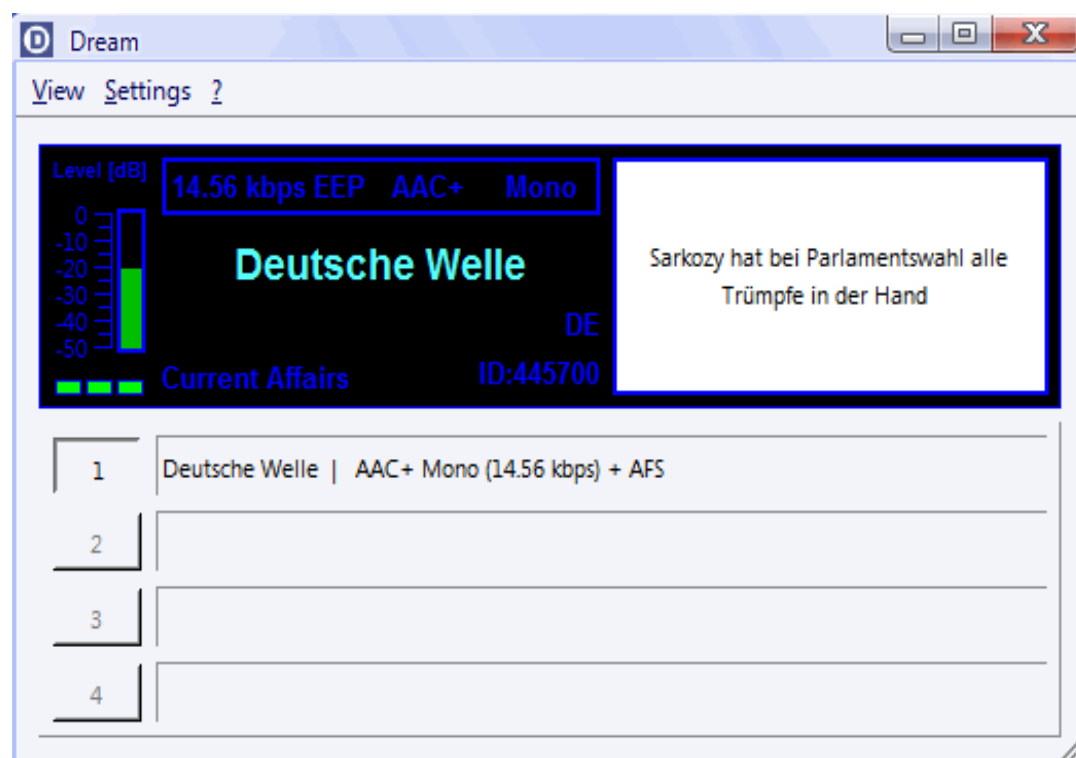 Dream
View Settings ?
Level [dB]
14.56 kbps EEP AAC+ Mono
0
-10
-20
-30
-40
-50
Deutsche Welle
DE
Current Affairs ID:445700
Sarkozy hat bei Parlamentswahl alle
Trümpfe in der Hand
1 Deutsche Welle | AAC+ Mono (14.56 kbps) + AFS
2
3
4